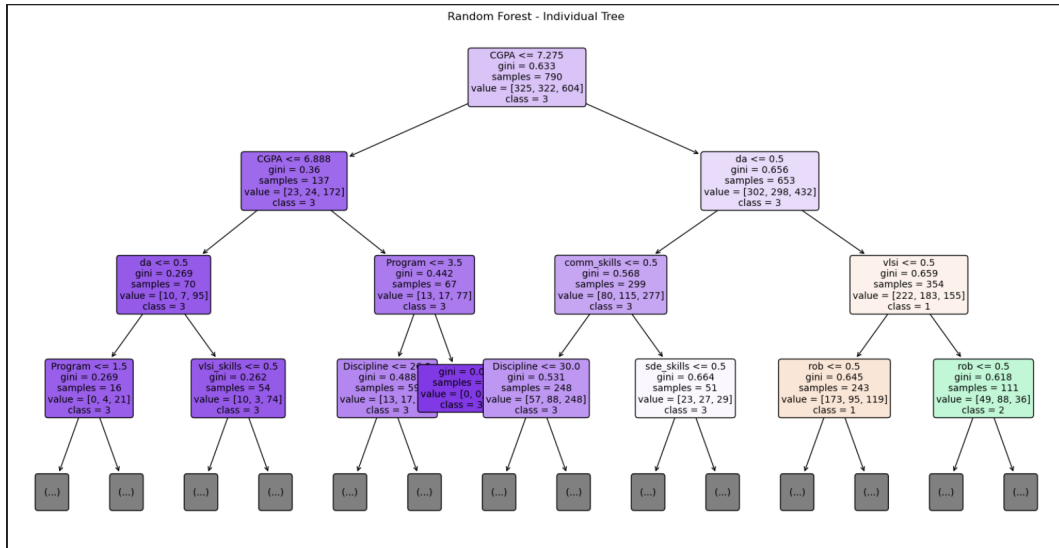 Random Forest - Individual Tree
CGPA <= 7.275
gini = 0.633
samples = 790
value = [325, 322, 604]
class = 3
CGPA <= 6.888
gini = 0.36
samples = 137
value = [23, 24, 172]
class = 3
da <= 0.5
gini = 0.656
samples = 653
value = [302, 298, 432]
class = 3
da <= 0.5
gini = 0.269
samples = 70
value = [10, 7, 95]
class = 3
Program <= 3.5
gini = 0.442
samples = 67
value = [13, 17, 77]
class = 3
comm_skills <= 0.5
gini = 0.568
samples = 299
value = [80, 115, 277]
class = 3
vlsi <= 0.5
gini = 0.659
samples = 354
value = [222, 183, 155]
class = 1
Program <= 1.5
gini = 0.269
samples = 16
value = [0, 4, 21]
class = 3
vlsi_skills <= 0.5
gini = 0.262
samples = 54
value = [10, 3, 74]
class = 3
Discipline <=
gini = 0.488
samples =
value = [13, 17,
class = 3
gini =
samples =
value = [0,
class =
Discipline <= 30.0
gini = 0.531
samples = 248
value = [57, 88, 248]
class = 3
sde_skills <= 0.5
gini = 0.664
samples = 51
value = [23, 27, 29]
class = 3
rob <= 0.5
gini = 0.645
samples = 243
value = [173, 95, 119]
class = 1
rob <= 0.5
gini = 0.618
samples = 111
value = [49, 88, 36]
class = 2
(...) (...) (...) (...) (...) (...) (...) (...) (...) (...) (...) (...) (...) (...)